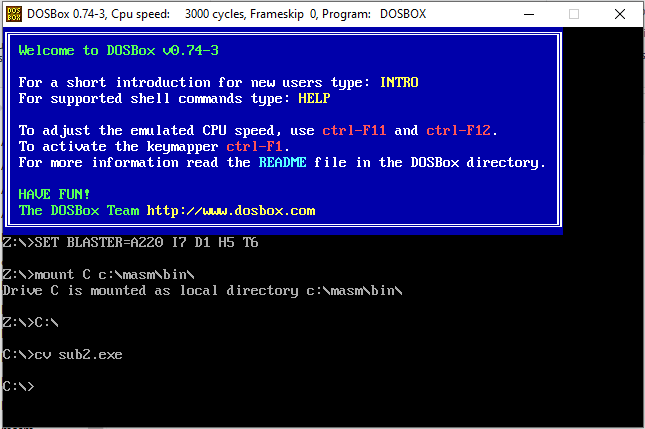 DOSBox 0.74-3, Cpu speed: 3000 cycles, Frameskip 0, Program: DOSBOX
Welcome to DOSBox v0.74-3
For a short introduction for new users type: INTRO
For supported shell commands type: HELP
To adjust the emulated CPU speed, use ctrl-F11 and ctrl-F12.
To activate the keymapper ctrl-F1.
For more information read the README file in the DOSBox directory.
HAVE FUN!
The DOSBox Team http://www.dosbox.com
Z:\>SET BLASTER=A220 I7 D1 H5 T6
Z:\>mount C c:\masm\bin\
Drive C is mounted as local directory c:\masm\bin\
Z:\>C:\
C:\>cv sub2.exe
C:\>